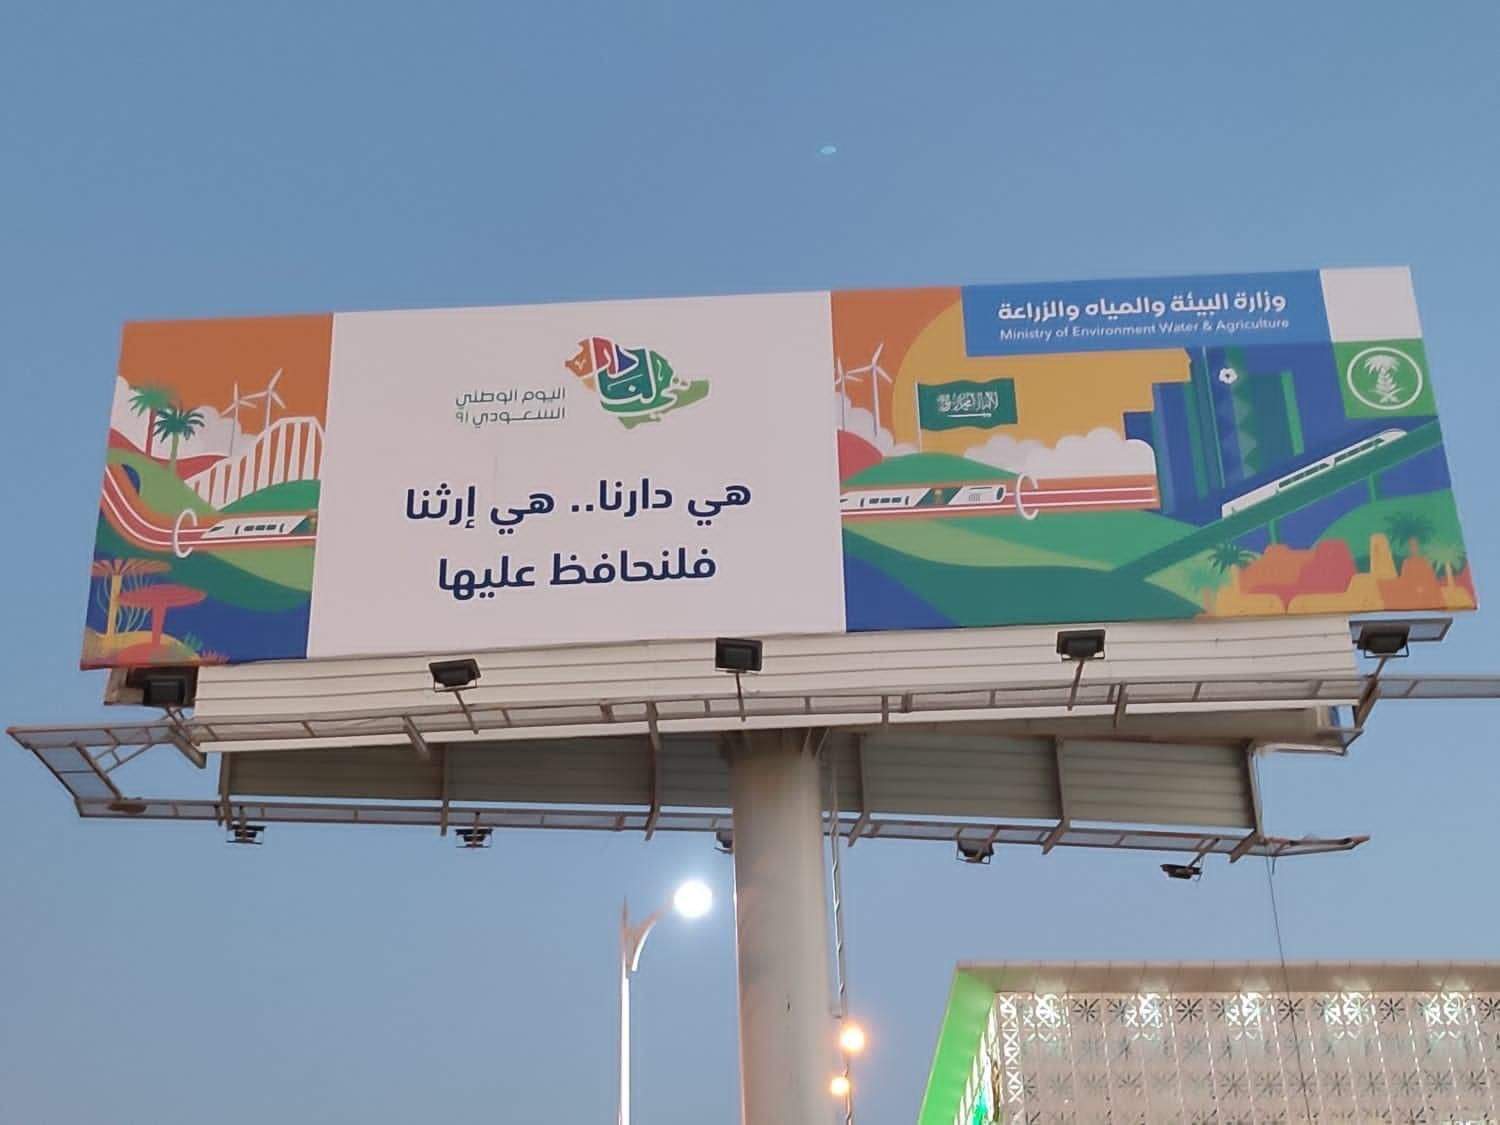 وزارة البيئة والمياه والزراعة
Ministry of Environment Water & Agriculture
هي لنا دار
اليوم الوطني
السعودي ٩١
هي دارنا.. هي إرثنا
فلنحافظ عليها